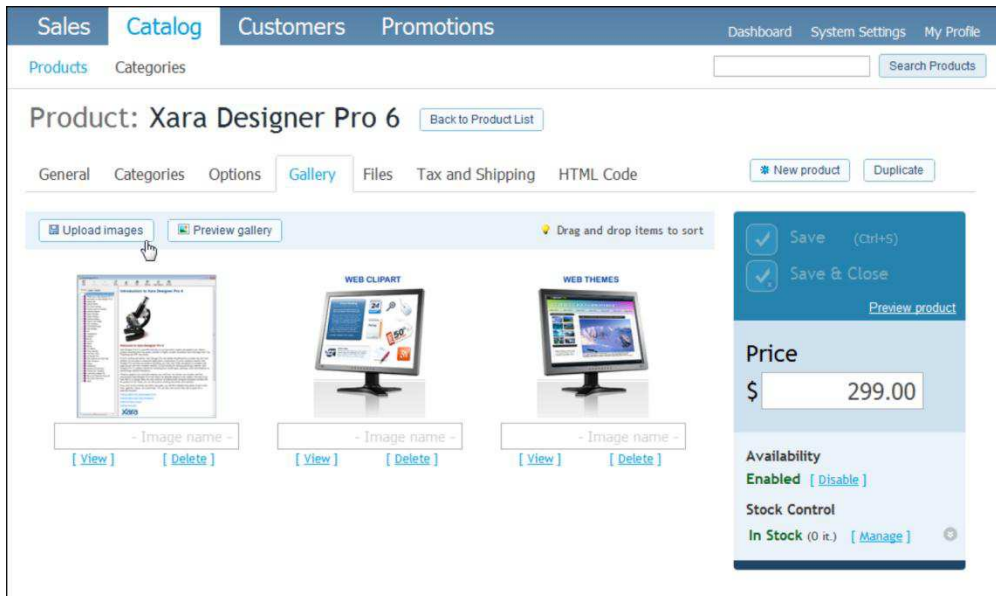 Sales Catalog Customers Promotions Dashboard System Settings My Profile
Products Categories Search Products
Product: Xara Designer Pro 6 Back to Product List
General Categories Options Gallery Files Tax and Shipping HTML Code New product Duplicate
Upload images Preview gallery Drag and drop items to sort
Save (Ctrl+S)
Save & Close
Preview product
WEB CLIPART WEB THEMES
Xara
- Image name - - Image name - - Image name -
[ View ] [ Delete ] [ View ] [ Delete ] [ View ] [ Delete ]
Price
$ 299.00
Availability
Enabled [ Disable ]
Stock Control
In Stock (0 it.) [ Manage ]